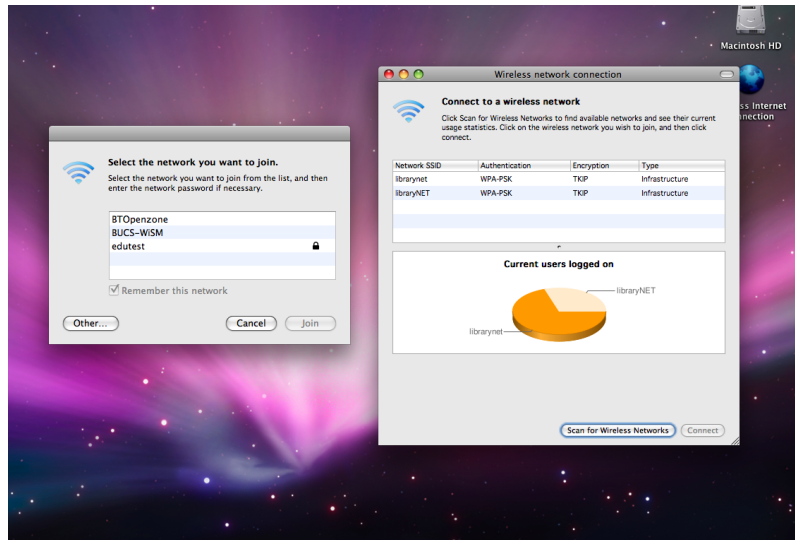 Macintosh HD
ss Internet
nection
Select the network you want to join.
Select the network you want to join from the list, and then
enter the network password if necessary.
BTOpenzone
BUCS-WiSM
edutest
Remember this network
Other...
Cancel
Join
Wireless network connection
Connect to a wireless network
Click Scan for Wireless Networks to find available networks and see their current
usage statistics. Click on the wireless network you wish to join, and then click
connect.
Network SSID Authentication Encryption Type
librarynet WPA-PSK TKIP Infrastructure
libraryNET WPA-PSK TKIP Infrastructure
Current users logged on
libraryNET
librarynet
Scan for Wireless Networks
Connect